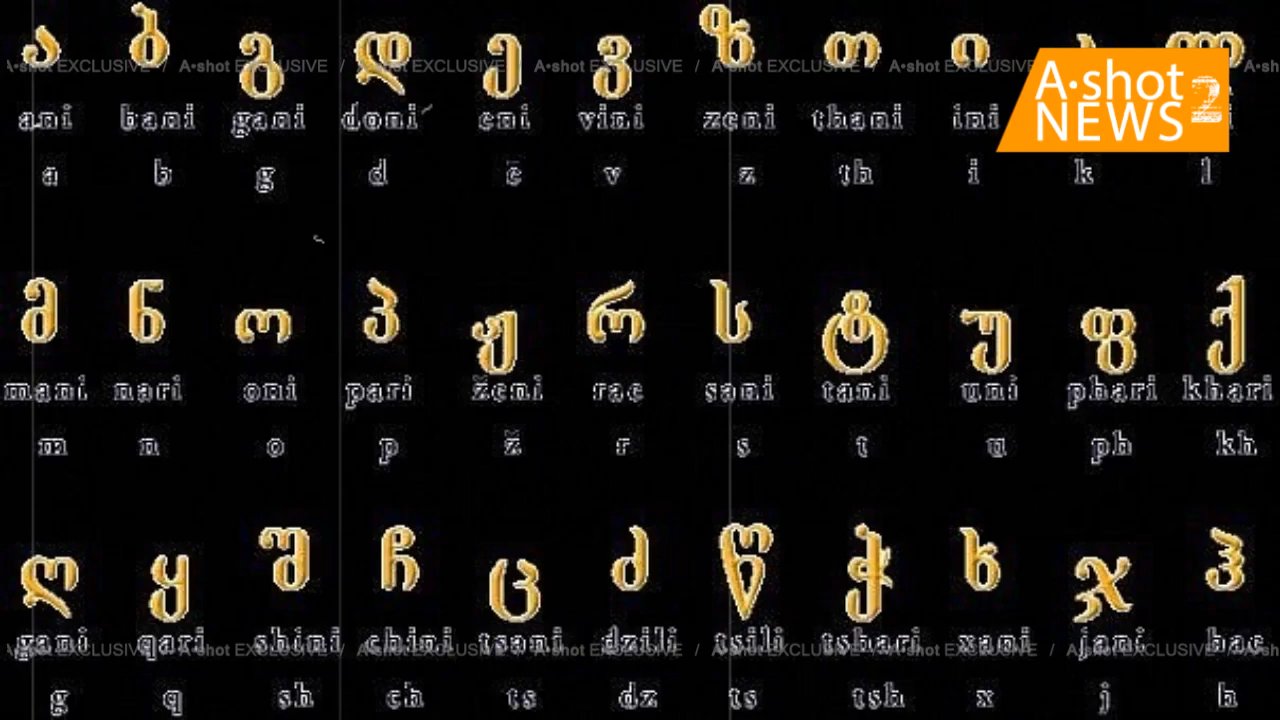 ა ბ გ დ ე ვ ზ თ ი ლ
A•shot EXCLUSIVE / A•shot EXCLUSIVE / A•shot EXCLUSIVE / A•shot EXCLUSIVE / A•shot EXCLUSIVE / A•shot EXCLUSIVE
A•shot
NEWS 2
ani bani gani doni eni vini zeni thani ini
a b g d e v z th i k l
მ ნ ო პ ჟ რ ს ტ უ ფ ქ
mani nari oni pari ženi rae sani tani uni phari khari
m n o p ž r s t u ph kh
ღ ყ შ ჩ ც ძ წ ჭ ხ ჯ ჰ
gani qari shini chini tsani dzili tsili tshari xani jani hae
A•shot EXCLUSIVE / A•shot EXCLUSIVE / A•shot EXCLUSIVE / A•shot EXCLUSIVE / A•shot EXCLUSIVE / A•shot EXCLUSIVE
g q sh ch ts dz ts tsh x j h